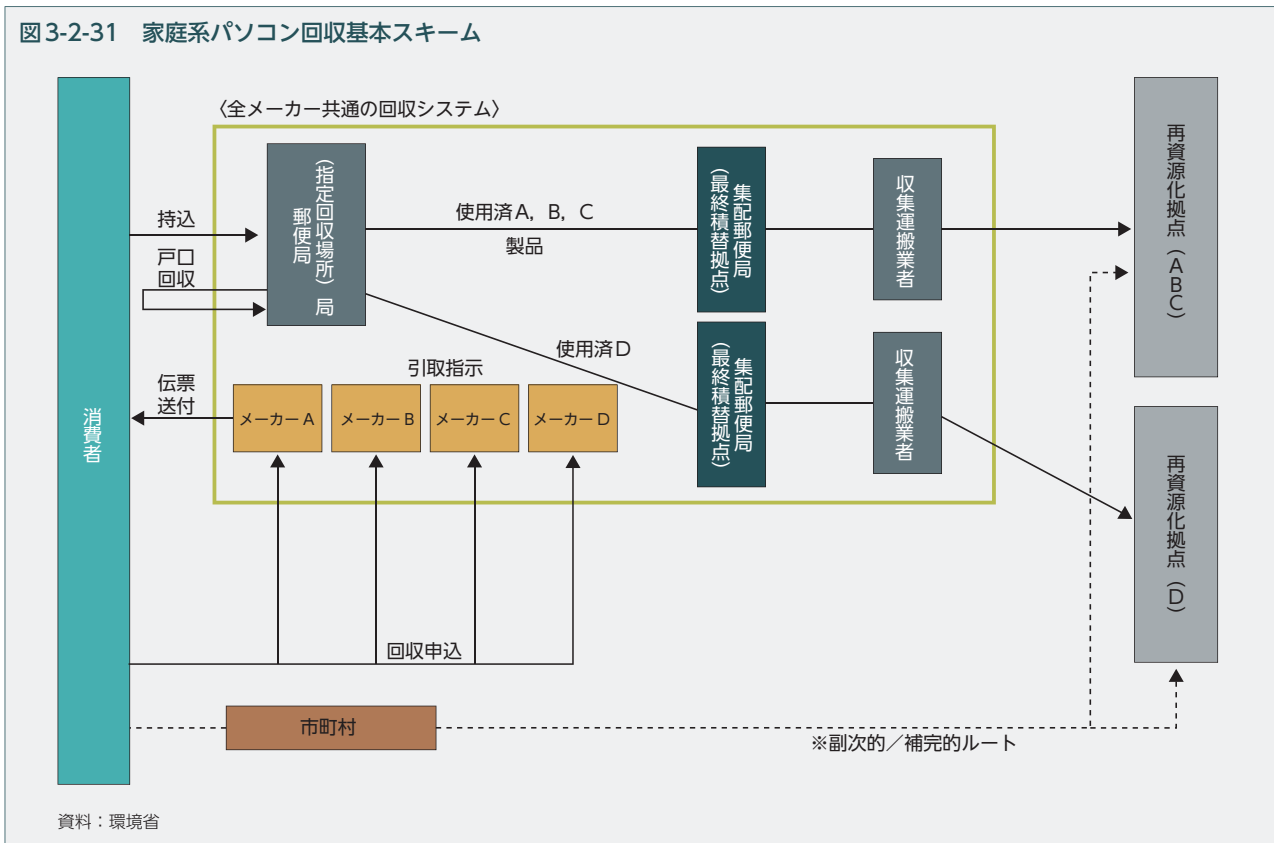 図3-2-31　家庭系パソコン回収基本スキーム
〈全メーカー共通の回収システム〉
消費者
持込
戸口
回収
（指定回収場所）局
郵便局
使用済A，B，C
製品
集配郵便局
（最終積替拠点）
収集運搬業者
再資源化拠点（ABC）
使用済D
引取指示
集配郵便局
（最終積替拠点）
収集運搬業者
再資源化拠点（D）
伝票
送付
メーカーA
メーカーB
メーカーC
メーカーD
回収申込
市町村
※副次的／補完的ルート
資料：環境省